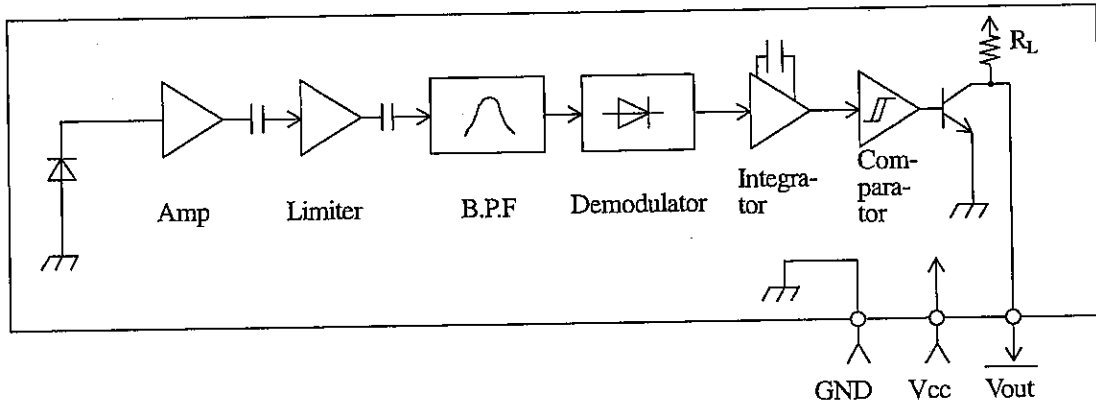 R_L
Amp
Limiter
B.P.F
Demodulator
Integra-
tor
Com-
para-
tor
GND
Vcc
Vout